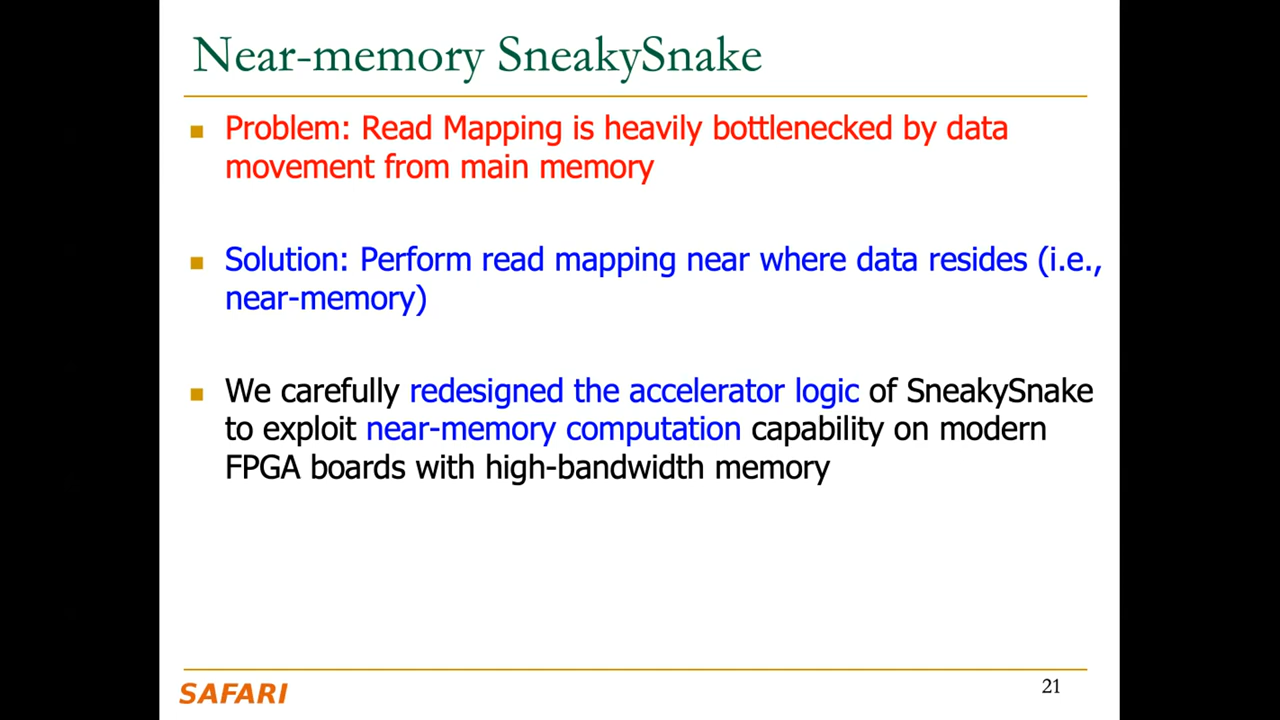 Near-memory SneakySnake
Problem: Read Mapping is heavily bottlenecked by data
movement from main memory
Solution: Perform read mapping near where data resides (i.e.,
near-memory)
We carefully redesigned the accelerator logic of SneakySnake
to exploit near-memory computation capability on modern
FPGA boards with high-bandwidth memory
SAFARI
21